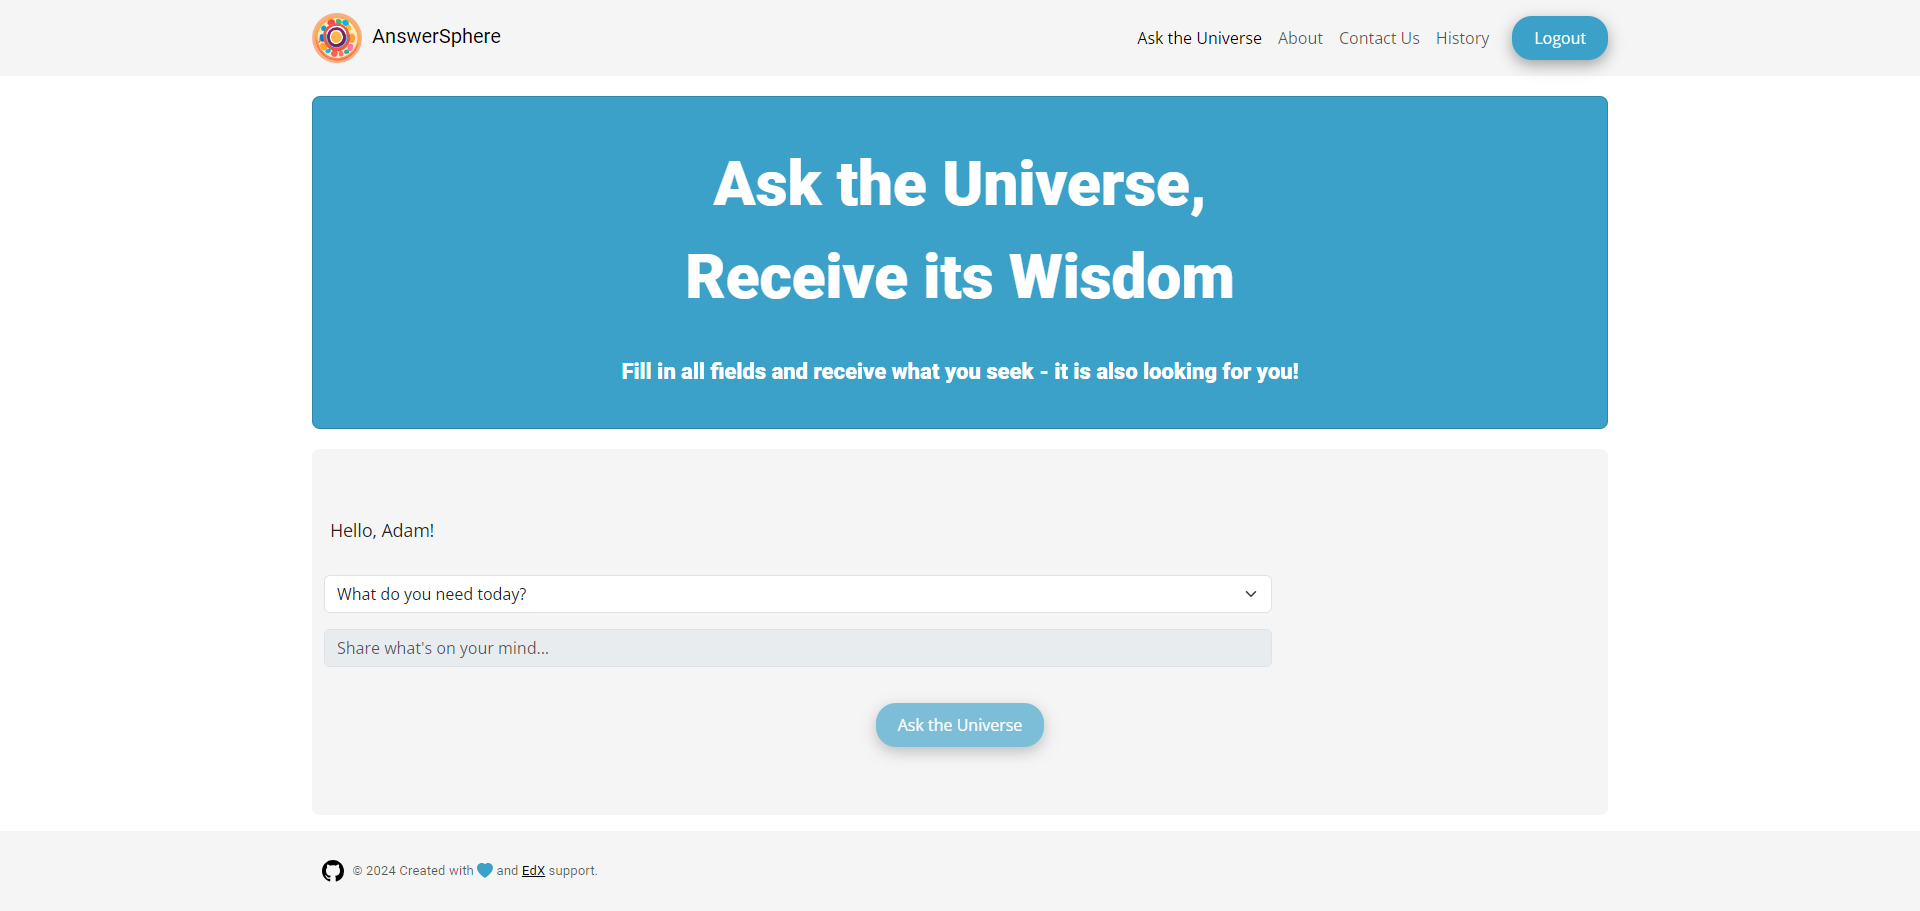 AnswerSphere
Ask the Universe About Contact Us History Logout
Ask the Universe,
Receive its Wisdom
Fill in all fields and receive what you seek - it is also looking for you!
Hello, Adam!
What do you need today?
Share what's on your mind...
Ask the Universe
© 2024 Created with and EdX support.